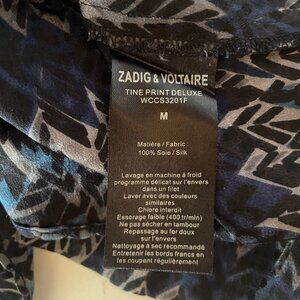 ZADIG & VOLTAIRE
TINE PRINT DELUXE
WCCS3201F
M
Matière / Fabric:
100% Soie / Silk
Lavage en machine à froid
programme délicat sur l'envers
dans un filet
Laver avec des couleurs
similaires
Chlore interdit
Essorage faible (400 tr/min)
Ne pas sécher en tambour
Repassage au fer doux
sur l'envers
Nettoyage à sec recommandé
Entretenir les bords francs en
les coupant régulièrement